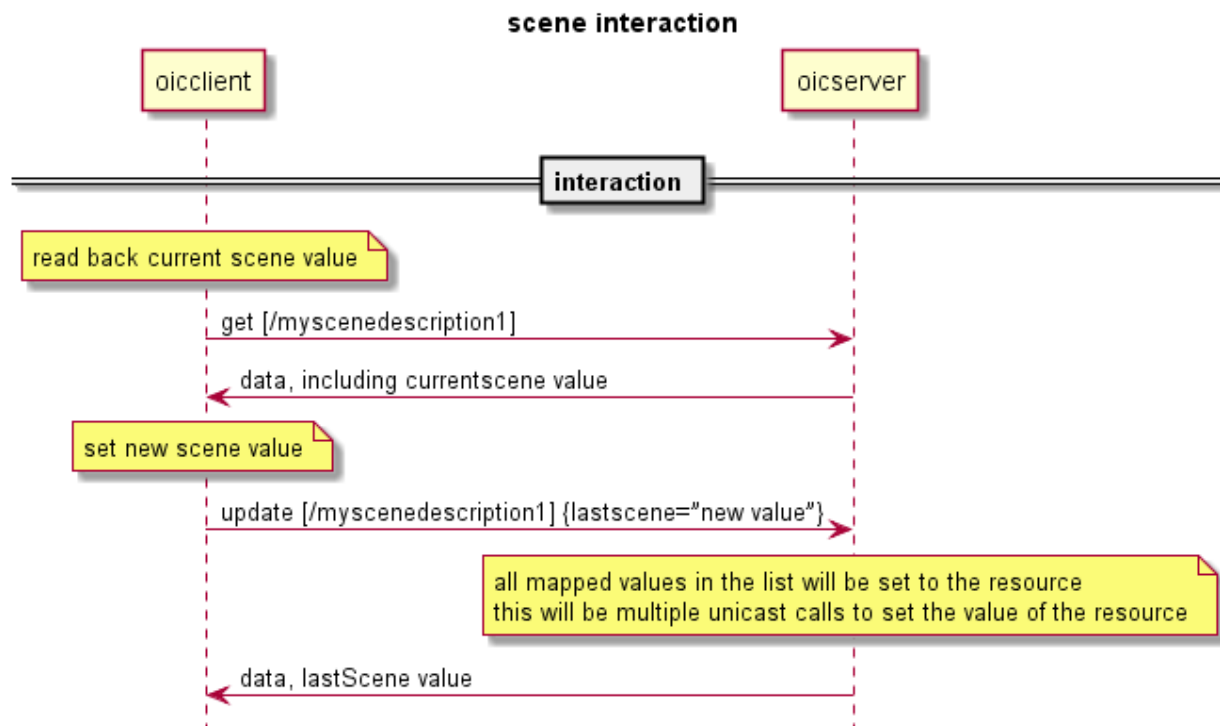 scene interaction
oicclient
oicserver
interaction
read back current scene value
get [/myscenedescription1]
data, including currentscene value
set new scene value
update [/myscenedescription1] {lastscene=”new value”}
all mapped values in the list will be set to the resource
this will be multiple unicast calls to set the value of the resource
data, lastScene value